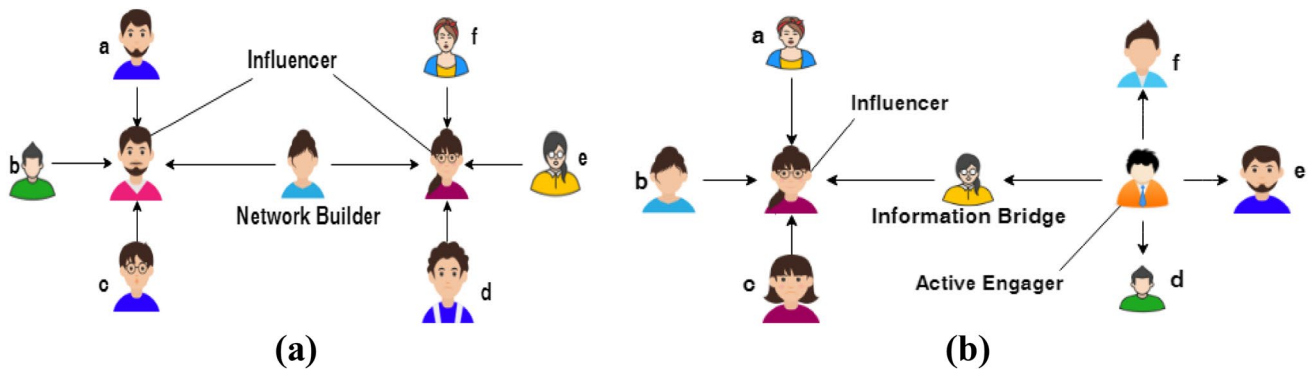 a
f
Influencer
b
e
Network Builder
c
d
(a)
a
f
Influencer
b
e
Information Bridge
c
Active Engager
d
(b)